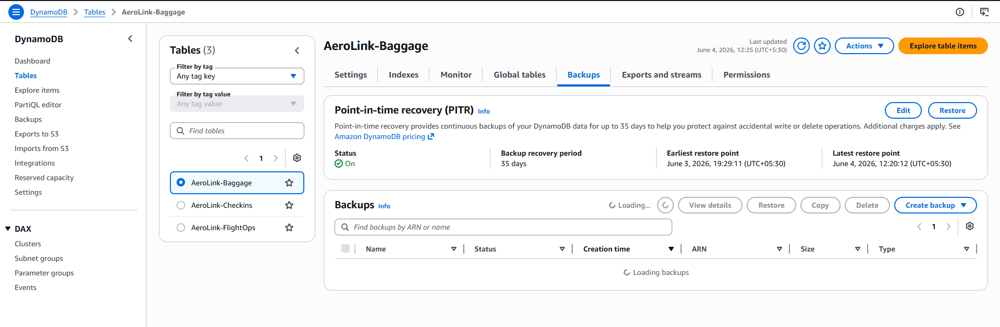 DynamoDB > Tables > AeroLink-Baggage
DynamoDB
Dashboard
Tables
Explore items
PartiQL editor
Backups
Exports to S3
Imports from S3
Integrations
Reserved capacity
Settings
DAX
Clusters
Subnet groups
Parameter groups
Events
Tables (3)
Filter by tag
Any tag key
Filter by tag value
Any tag value
Find tables
1
AeroLink-Baggage
AeroLink-Checkins
AeroLink-FlightOps
AeroLink-Baggage
Last updated
June 4, 2026, 12:25 (UTC+5:30)
Actions
Explore table items
Settings Indexes Monitor Global tables Backups Exports and streams Permissions
Point-in-time recovery (PITR) Info
Edit Restore
Point-in-time recovery provides continuous backups of your DynamoDB data for up to 35 days to help you protect against accidental write or delete operations. Additional charges apply. See
Amazon DynamoDB pricing
Status Backup recovery period Earliest restore point Latest restore point
On 35 days June 3, 2026, 19:29:11 (UTC+05:30) June 4, 2026, 12:20:12 (UTC+05:30)
Backups Info
Loading... View details Restore Copy Delete Create backup
Find backups by ARN or name
1
Name Status Creation time ARN Size Type
Loading backups